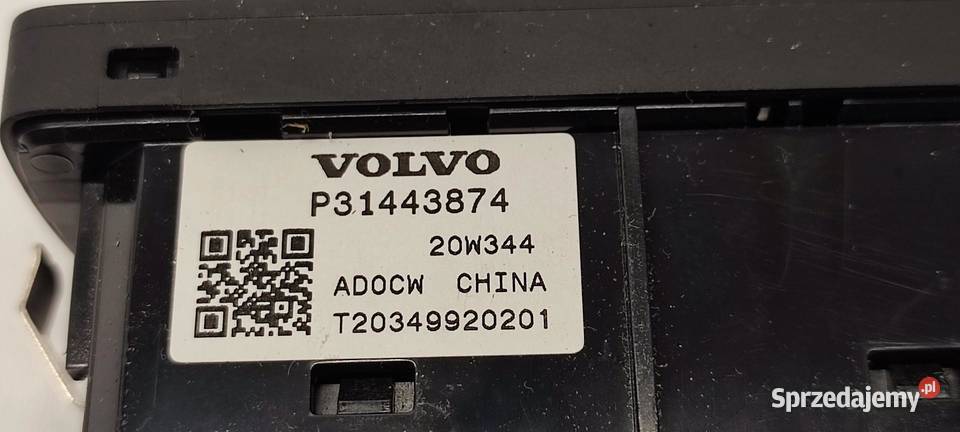 VOLVO
P31443874
20W344
ADOCW CHINA
T20349920201
Sprzedajemy.pl